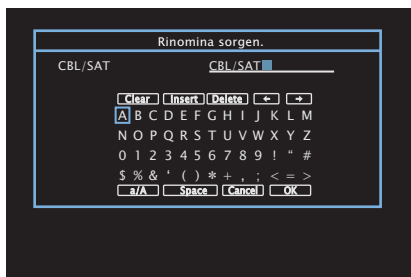 Rinomina sorgen.
CBL/SAT CBL/SAT
Clear Insert Delete ← →
A B C D E F G H I J K L M
N O P Q R S T U V W X Y Z
0 1 2 3 4 5 6 7 8 9 ! “ #
$ % & ‘ ( ) * + , ; < = >
a/A Space Cancel OK